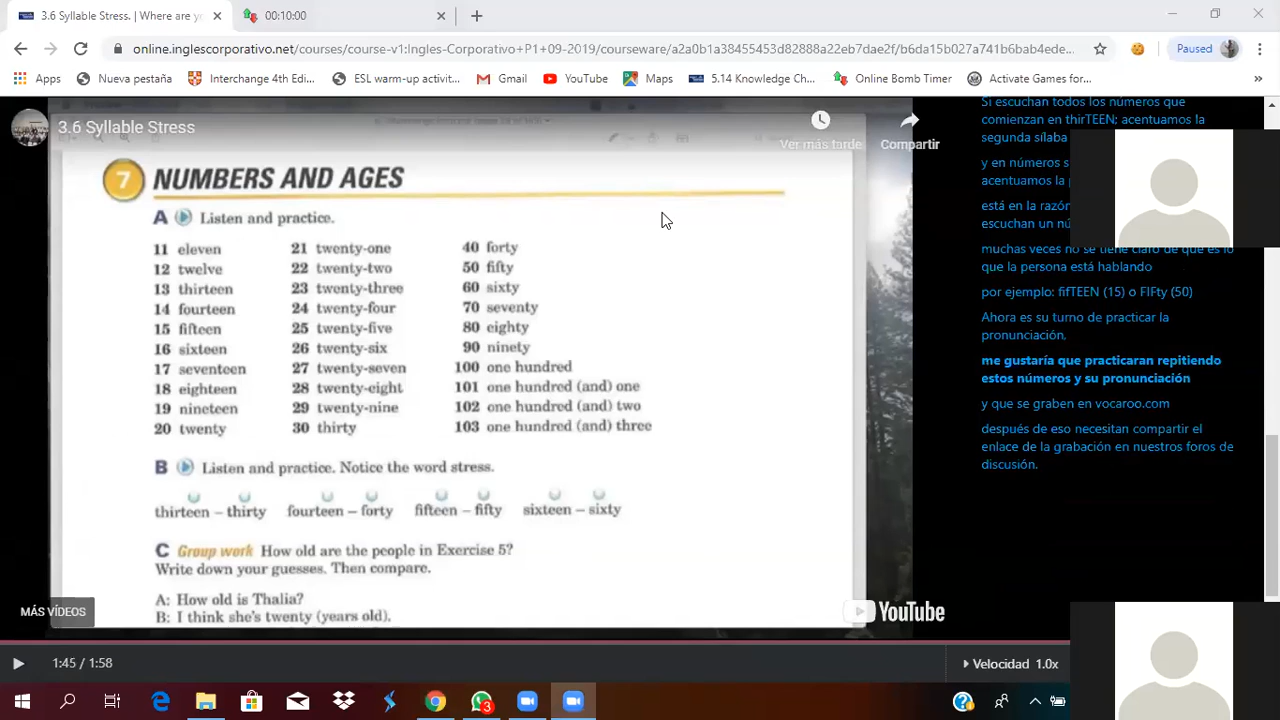 3.6 Syllable Stress. | Where are y
00:10:00
online.inglescorporativo.net/courses/course-v1:Ingles-Corporativo+P1+09-2019/courseware/a2a0b1a38455453d82888a22eb7dae2f/b6da15b027a741b6bab4ede...
Paused
Apps
Nueva pestaña
Interchange 4th Edi...
ESL warm-up activit...
Gmail
YouTube
Maps
5.14 Knowledge Ch...
Online Bomb Timer
Activate Games for...
»
3.6 Syllable Stress
Ver más tarde
Compartir
7 NUMBERS AND AGES
A Listen and practice.
11 eleven 21 twenty-one 40 forty
12 twelve 22 twenty-two 50 fifty
13 thirteen 23 twenty-three 60 sixty
14 fourteen 24 twenty-four 70 seventy
15 fifteen 25 twenty-five 80 eighty
16 sixteen 26 twenty-six 90 ninety
17 seventeen 27 twenty-seven 100 one hundred
18 eighteen 28 twenty-eight 101 one hundred (and) one
19 nineteen 29 twenty-nine 102 one hundred (and) two
20 twenty 30 thirty 103 one hundred (and) three
B Listen and practice. Notice the word stress.
thirteen – thirty fourteen – forty fifteen – fifty sixteen – sixty
C Group work How old are the people in Exercise 5?
Write down your guesses. Then compare.
A: How old is Thalia?
B: I think she's twenty (years old).
MÁS VÍDEOS
YouTube
1:45 / 1:58
Velocidad 1.0x
Si escuchan todos los números que
comienzan en thirTEEN; acentuamos la
segunda sílaba
y en números s
acentuamos la
está en la razón
escuchan un nú
muchas veces no se tiene claro de que es lo
que la persona está hablando
por ejemplo: fifTEEN (15) o FIFty (50)
Ahora es su turno de practicar la
pronunciación,
me gustaría que practicaran repitiendo
estos números y su pronunciación
y que se graben en vocaroo.com
después de eso necesitan compartir el
enlace de la grabación en nuestros foros de
discusión.
3